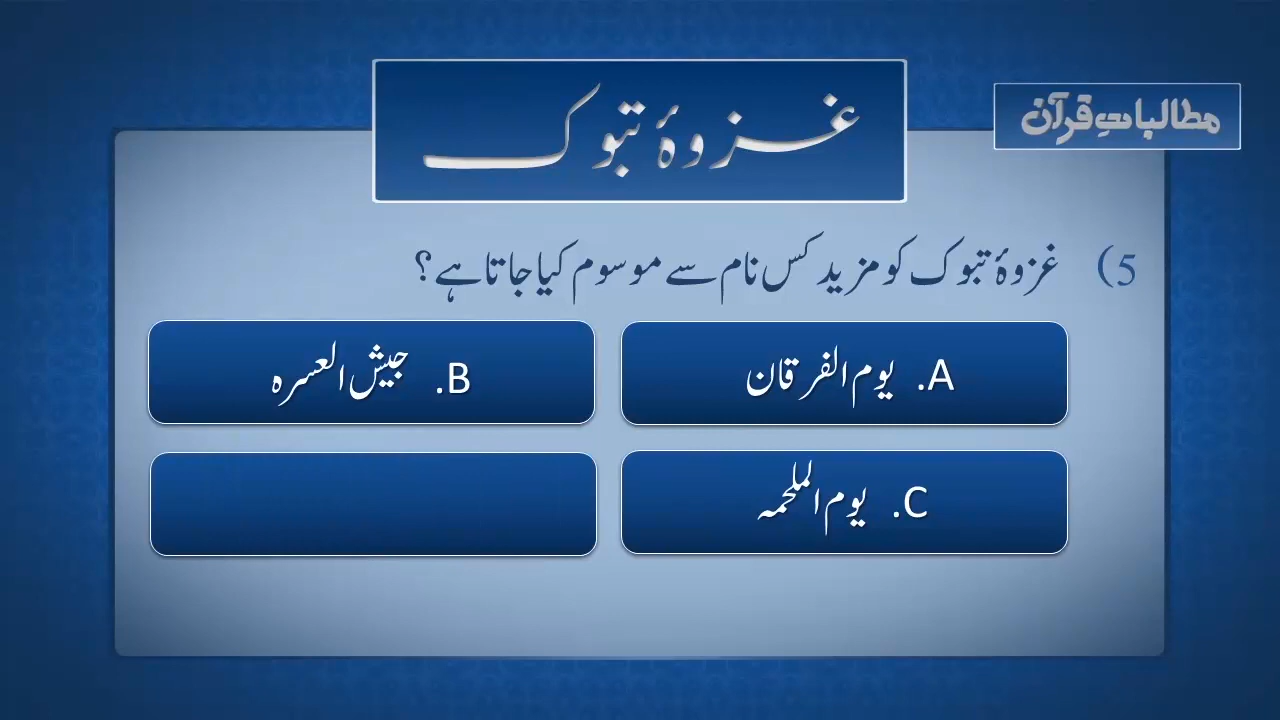 غزوۂ تبوک
مطالباتِ قرآن
5) غزوۂ تبوک کو مزید کس نام سے موسوم کیا جاتا ہے؟
A. یوم الفرقان
B. جیش العسرہ
C. یوم الملحمہ